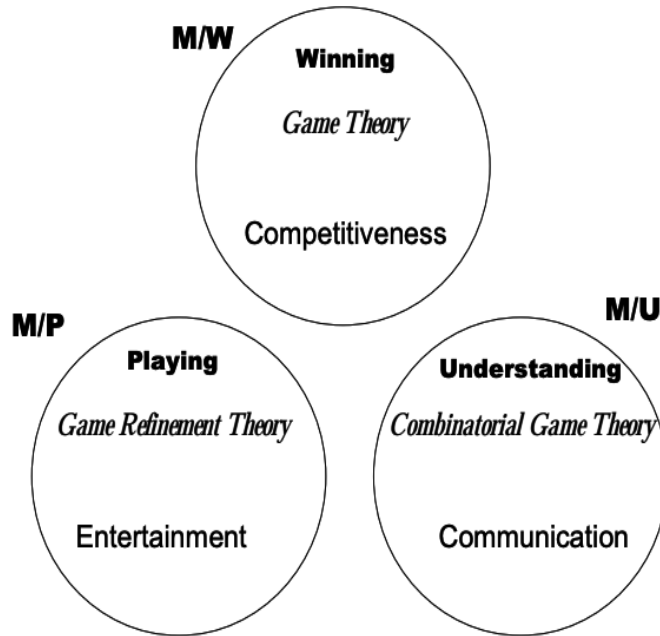 M/W
Winning
Game Theory
Competitiveness
M/P
Playing
Game Refinement Theory
Entertainment
M/U
Understanding
Combinatorial Game Theory
Communication